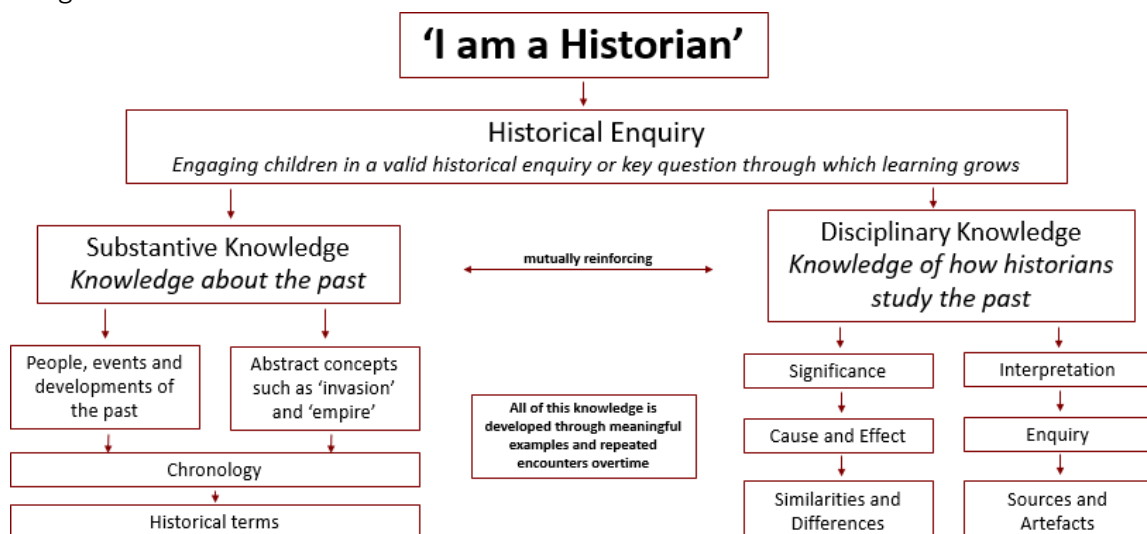 ‘I am a Historian’
Historical Enquiry
Engaging children in a valid historical enquiry or key question through which learning grows
Substantive Knowledge
Knowledge about the past
mutually reinforcing
Disciplinary Knowledge
Knowledge of how historians
study the past
People, events and
developments of
the past
Abstract concepts
such as ‘invasion’
and ‘empire’
Chronology
Historical terms
All of this knowledge is
developed through meaningful
examples and repeated
encounters overtime
Significance
Cause and Effect
Similarities and
Differences
Interpretation
Enquiry
Sources and
Artefacts